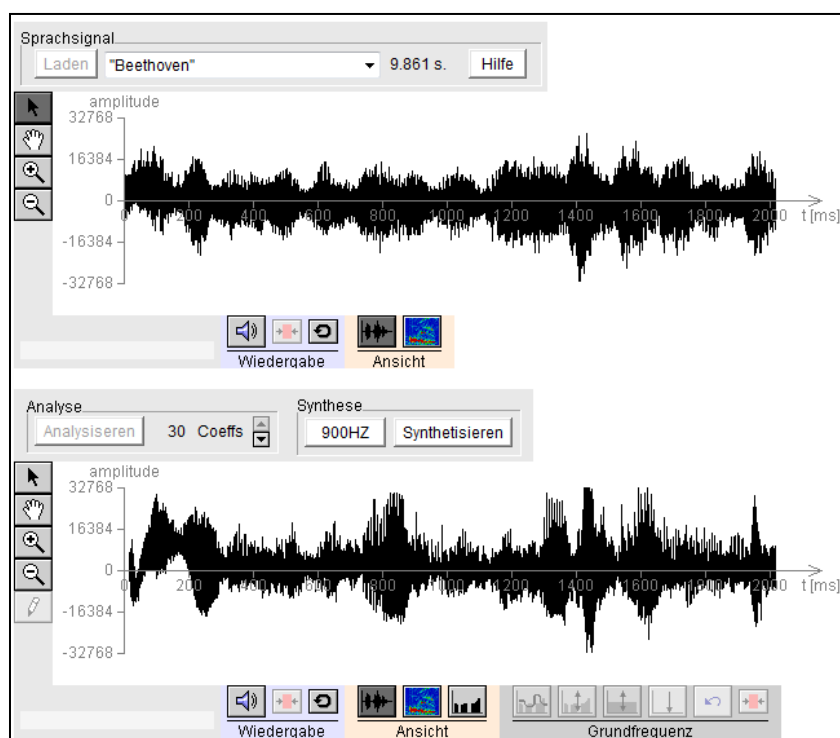 Sprachsignal
Laden "Beethoven" 9.861 s. Hilfe
amplitude
32768
16384
0
0 200 400 600 800 1000 1200 1400 1600 1800 2000 t [ms]
-16384
-32768
Wiedergabe Ansicht
Analyse Synthese
Analysiseren 30 Coeffs 900HZ Synthetisieren
amplitude
32768
16384
0
0 200 400 600 800 1000 1200 1400 1600 1800 2000 t [ms]
-16384
-32768
Wiedergabe Ansicht Grundfrequenz